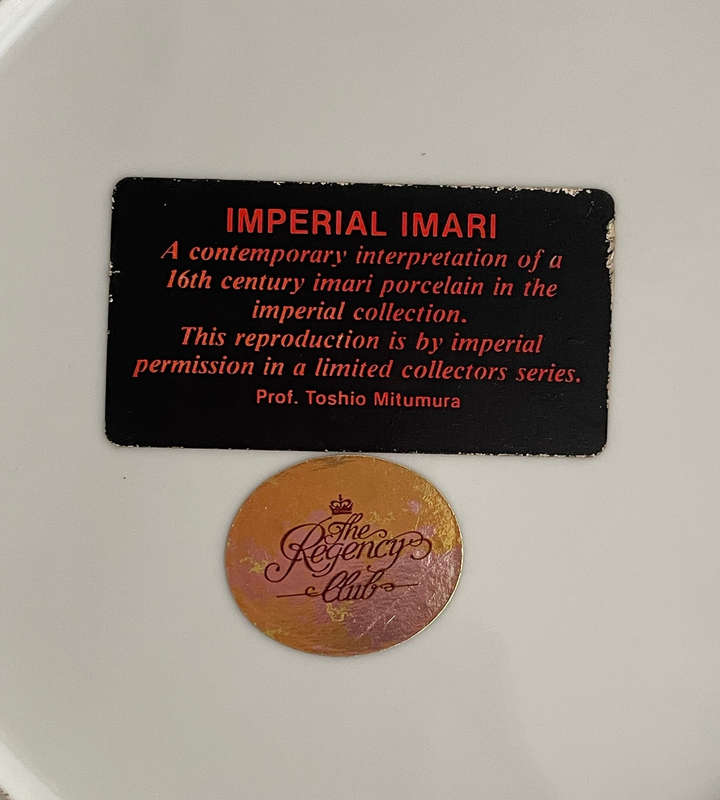 IMPERIAL IMARI
A contemporary interpretation of a
16th century imari porcelain in the
imperial collection.
This reproduction is by imperial
permission in a limited collectors series.
Prof. Toshio Mitumura
The
Regency
Club